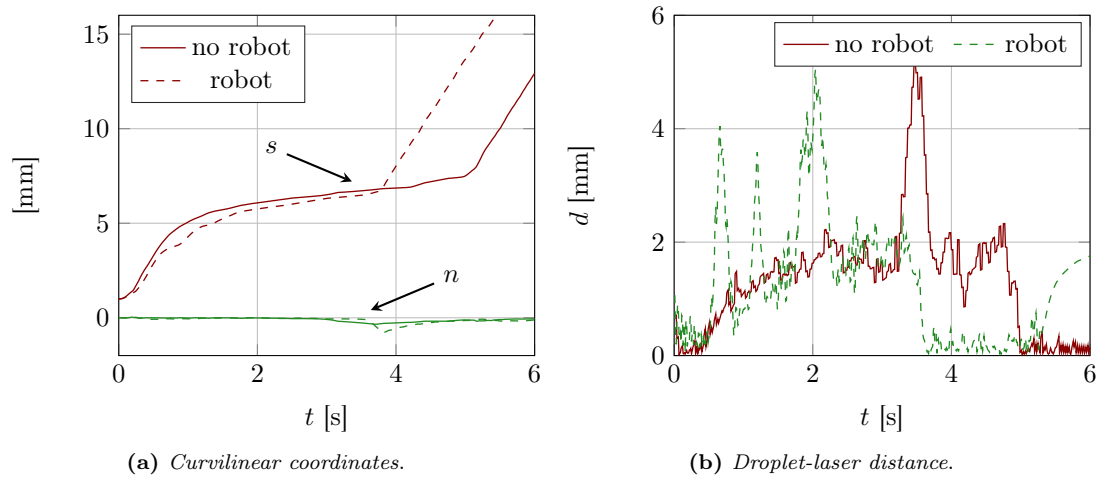 no robot
robot
15
10
5
0
[mm]
s
n
0
2
4
6
t [s]
(a) Curvilinear coordinates.
no robot robot
6
4
2
0
d [mm]
0
2
4
6
t [s]
(b) Droplet-laser distance.